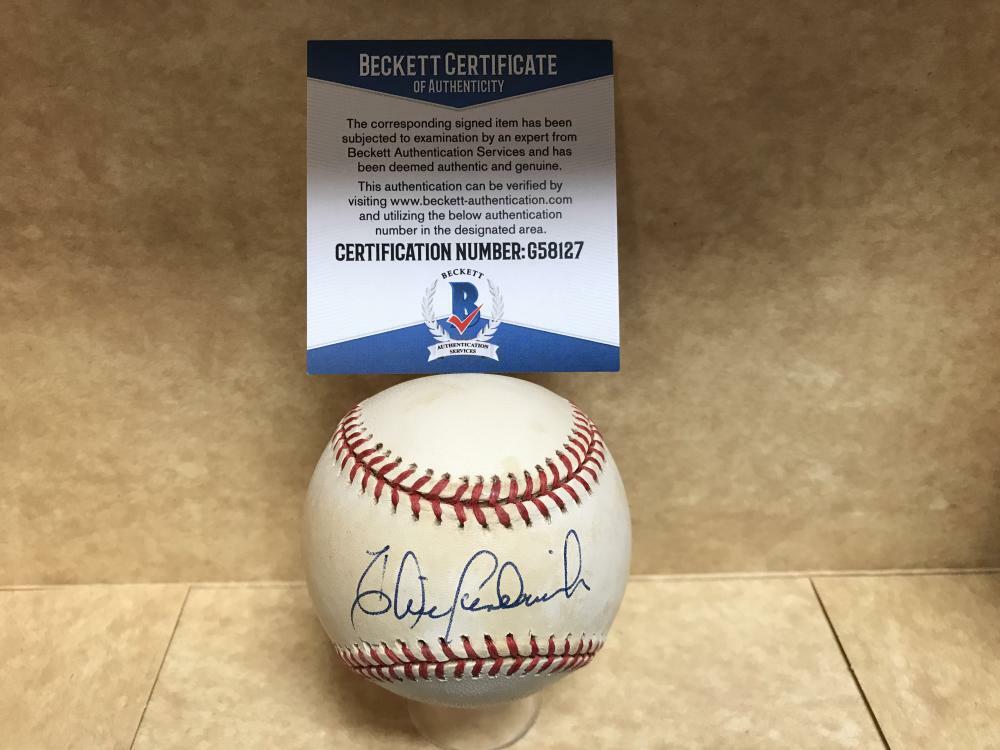 BECKETT CERTIFICATE
OF AUTHENTICITY
The corresponding signed item has been
subjected to examination by an expert from
Beckett Authentication Services and has
been deemed authentic and genuine.
This authentication can be verified by
visiting www.beckett-authentication.com
and utilizing the below authentication
number in the designated area.
CERTIFICATION NUMBER: G58127
BECKETT
B
AUTHENTICATION
SERVICES